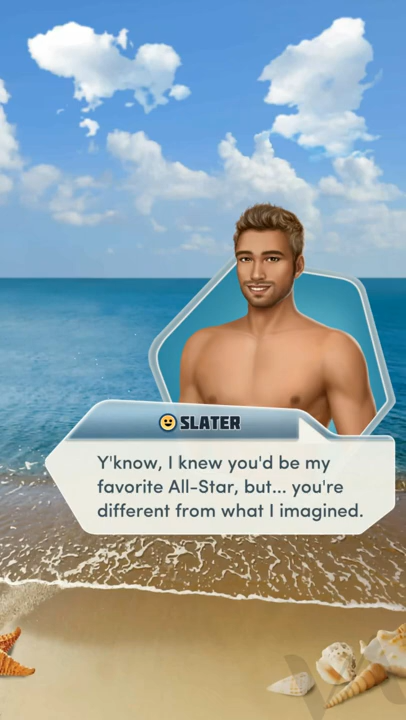 SLATER
Y'know, I knew you'd be my
favorite All-Star, but... you're
different from what I imagined.